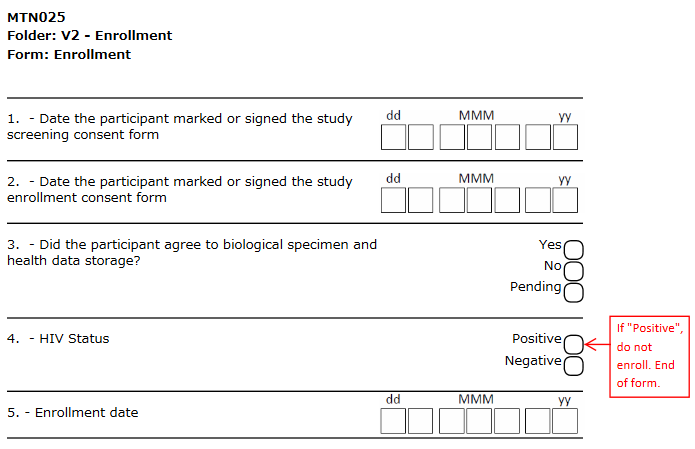 MTN025
Folder: V2 - Enrollment
Form: Enrollment
1.  - Date the participant marked or signed the study
screening consent form
dd MMM yy
2.  - Date the participant marked or signed the study
enrollment consent form
dd MMM yy
3.  - Did the participant agree to biological specimen and
health data storage?
Yes
No
Pending
4.  - HIV Status
Positive
Negative
If "Positive",
do not
enroll. End
of form.
5. - Enrollment date
dd MMM yy